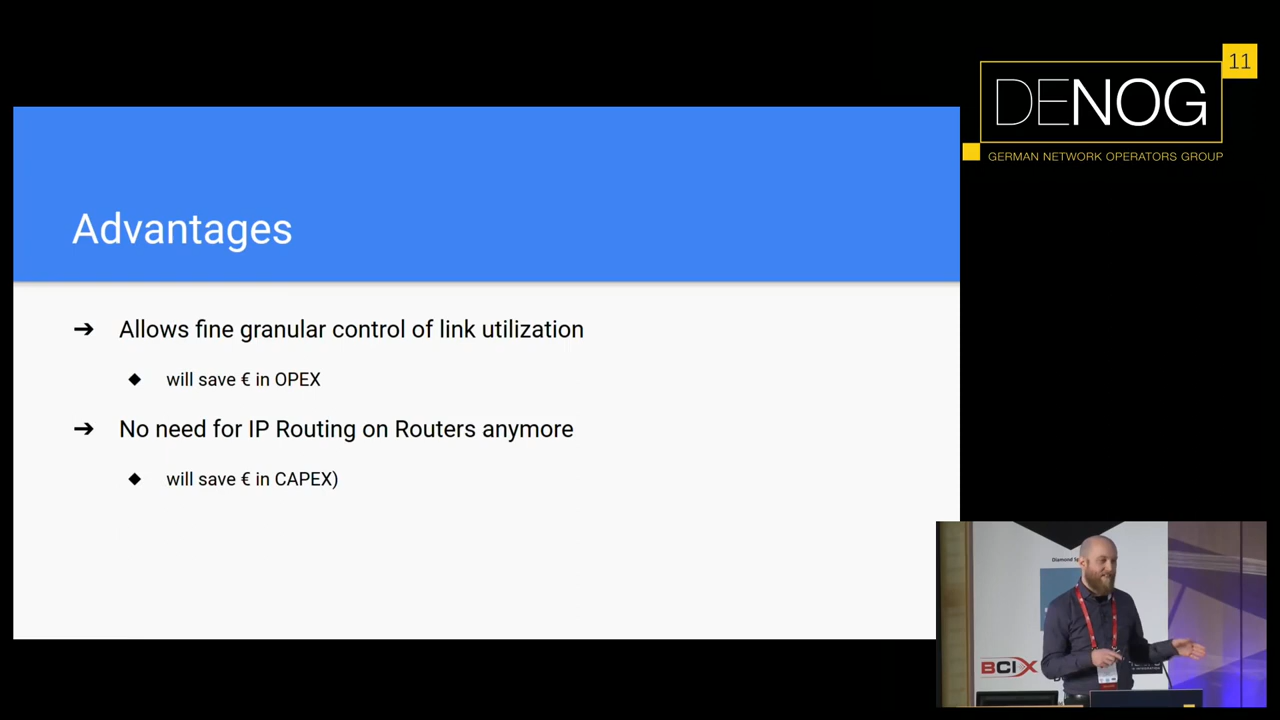 11
DENOG
GERMAN NETWORK OPERATORS GROUP
Advantages
➔ Allows fine granular control of link utilization
◆ will save € in OPEX
➔ No need for IP Routing on Routers anymore
◆ will save € in CAPEX)
Diamond
BCIX